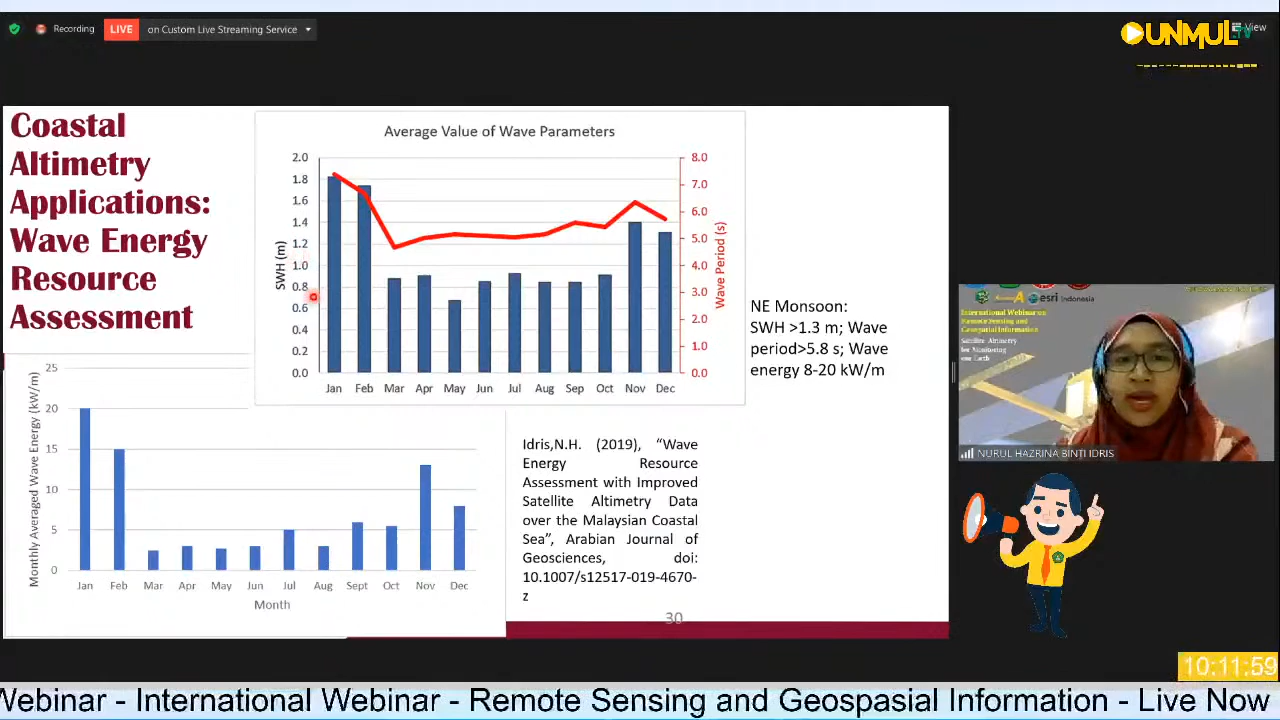 Recording
LIVE
on Custom Live Streaming Service
View
UNMUL
Coastal
Altimetry
Applications:
Wave Energy
Resource
Assessment
Average Value of Wave Parameters
2.0
1.8
1.6
1.4
1.2
1.0
0.8
0.6
0.4
0.2
0.0
SWH (m)
8.0
7.0
6.0
5.0
4.0
3.0
2.0
1.0
0.0
Wave Period (s)
Jan Feb Mar Apr May Jun Jul Aug Sep Oct Nov Dec
NE Monsoon:
SWH >1.3 m; Wave
period>5.8 s; Wave
energy 8-20 kW/m
25
20
15
10
5
0
Monthly Averaged Wave Energy (kW/m)
Jan Feb Mar Apr May Jun Jul Aug Sept Oct Nov Dec
Month
Idris,N.H. (2019), “Wave
Energy Resource
Assessment with Improved
Satellite Altimetry Data
over the Malaysian Coastal
Sea”, Arabian Journal of
Geosciences, doi:
10.1007/s12517-019-4670-
z
30
esri Indonesia
International Webinar on
Remote Sensing and
Geospatial Information
Satellite Altimetry
for Monitoring
our Earth
NURUL HAZRINA BINTI IDRIS
10:11:59
Webinar - International Webinar - Remote Sensing and Geospasial Information - Live Now